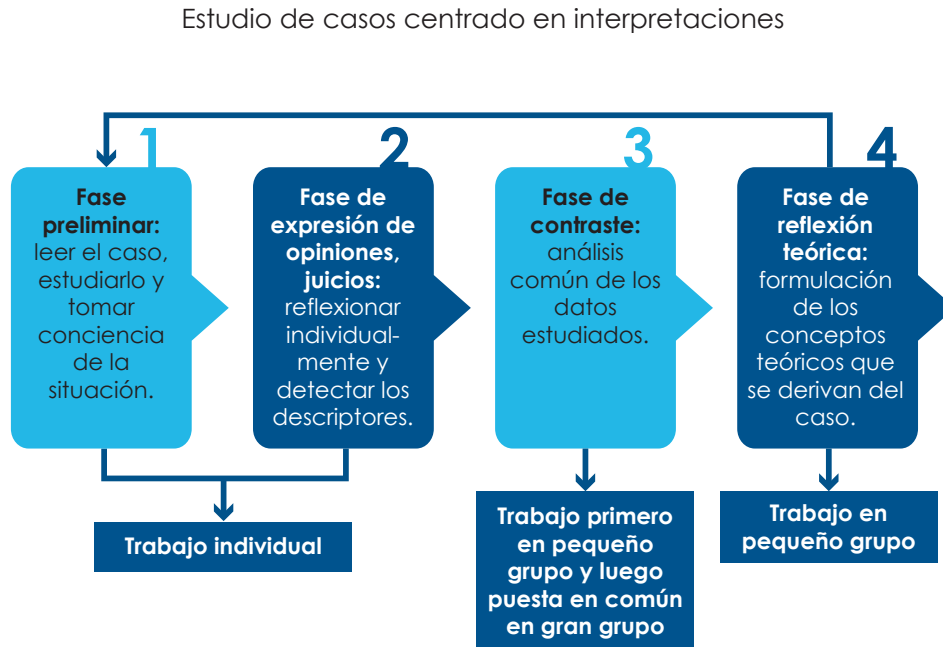 Estudio de casos centrado en interpretaciones
1
Fase
preliminar:
leer el caso,
estudiarlo y
tomar
conciencia
de la
situación.
2
Fase de
expresión de
opiniones,
juicios:
reflexionar
individual-
mente y
detectar los
descriptores.
3
Fase de
contraste:
análisis
común de los
datos
estudiados.
4
Fase de
reflexión
teórica:
formulación
de los
conceptos
teóricos que
se derivan del
caso.
Trabajo individual
Trabajo primero
en pequeño
grupo y luego
puesta en común
en gran grupo
Trabajo en
pequeño grupo